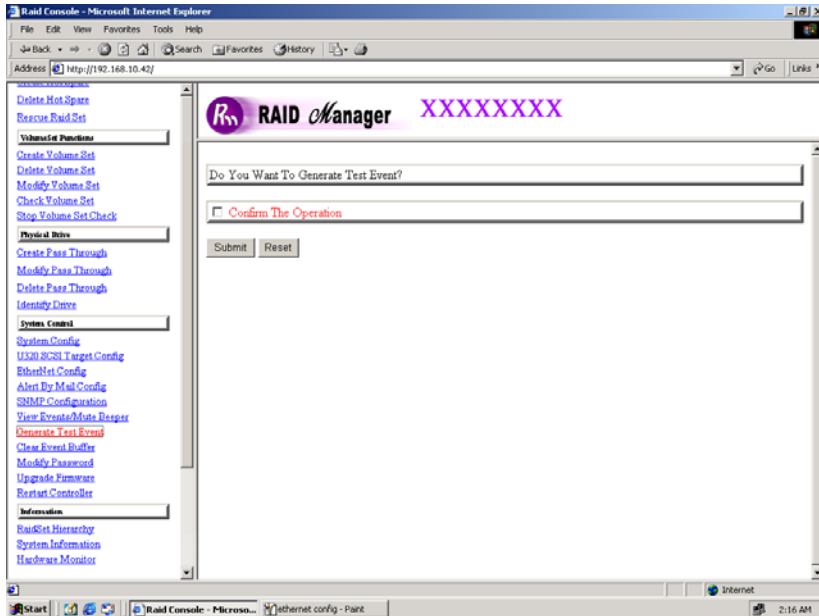 Raid Console - Microsoft Internet Explorer
File Edit View Favorites Tools Help
Back Search Favorites History
Address http://192.168.10.42/ Go Links
Delete Hot Spare
Rescue Raid Set
VolumeSet Functions
Create Volume Set
Delete Volume Set
Modify Volume Set
Check Volume Set
Stop Volume Set Check
Physical Drive
Create Pass Through
Modify Pass Through
Delete Pass Through
Identify Drive
System Control
System Config
U320 SCSI Target Config
EtherNet Config
Alert By Mail Config
SNMP Configuration
View Events/Mute Beeper
Generate Test Event
Clear Event Buffer
Modify Password
Upgrade Firmware
Restart Controller
Information
RaidSet Hierarchy
System Information
Hardware Monitor
Rm RAID Manager XXXXXXXX
Do You Want To Generate Test Event?
Confirm The Operation
Submit Reset
Internet
Start Raid Console - Microso... ethernet config - Paint 2:16 AM